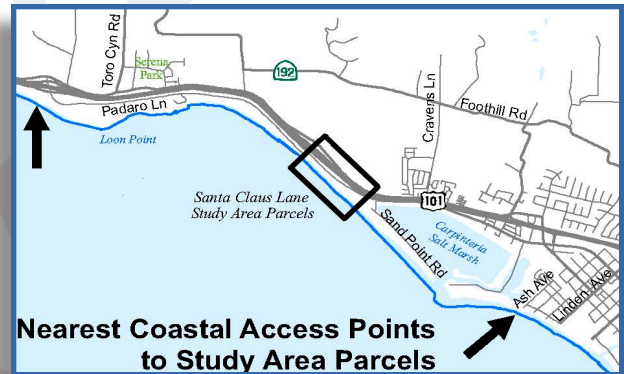 Toro Cyn Rd
Serena
Park
192
Padaro Ln
Cravens Ln
Foothill Rd
Loon Point
Santa Claus Lane
Study Area Parcels
101
Sand Point Rd
Carpinteria
Salt Marsh
Ash Ave
Linden Ave
Nearest Coastal Access Points
to Study Area Parcels